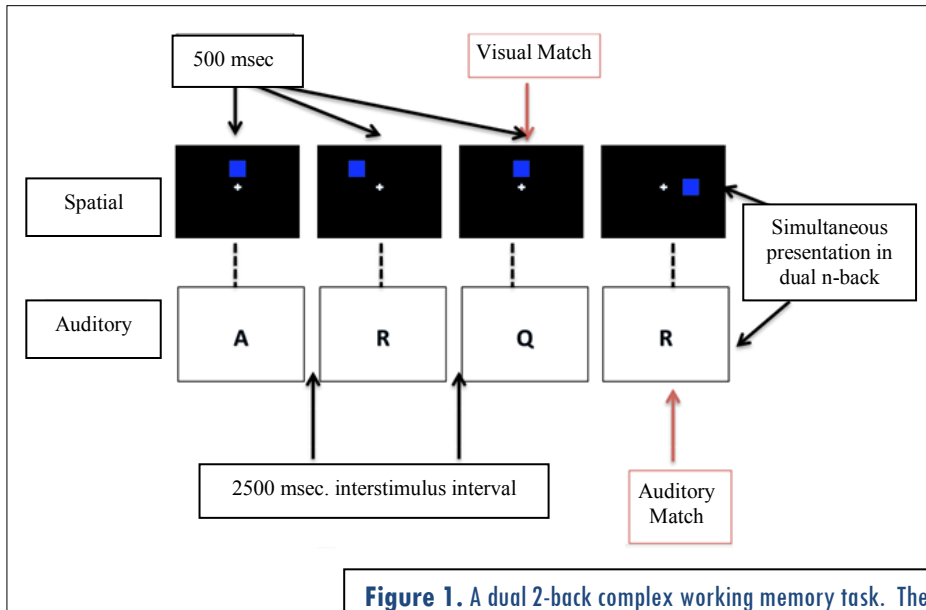 500 msec
Visual Match
Spatial
Simultaneous
presentation in
dual n-back
Auditory
A
R
Q
R
2500 msec. interstimulus interval
Auditory
Match
Figure 1. A dual 2-back complex working memory task. The